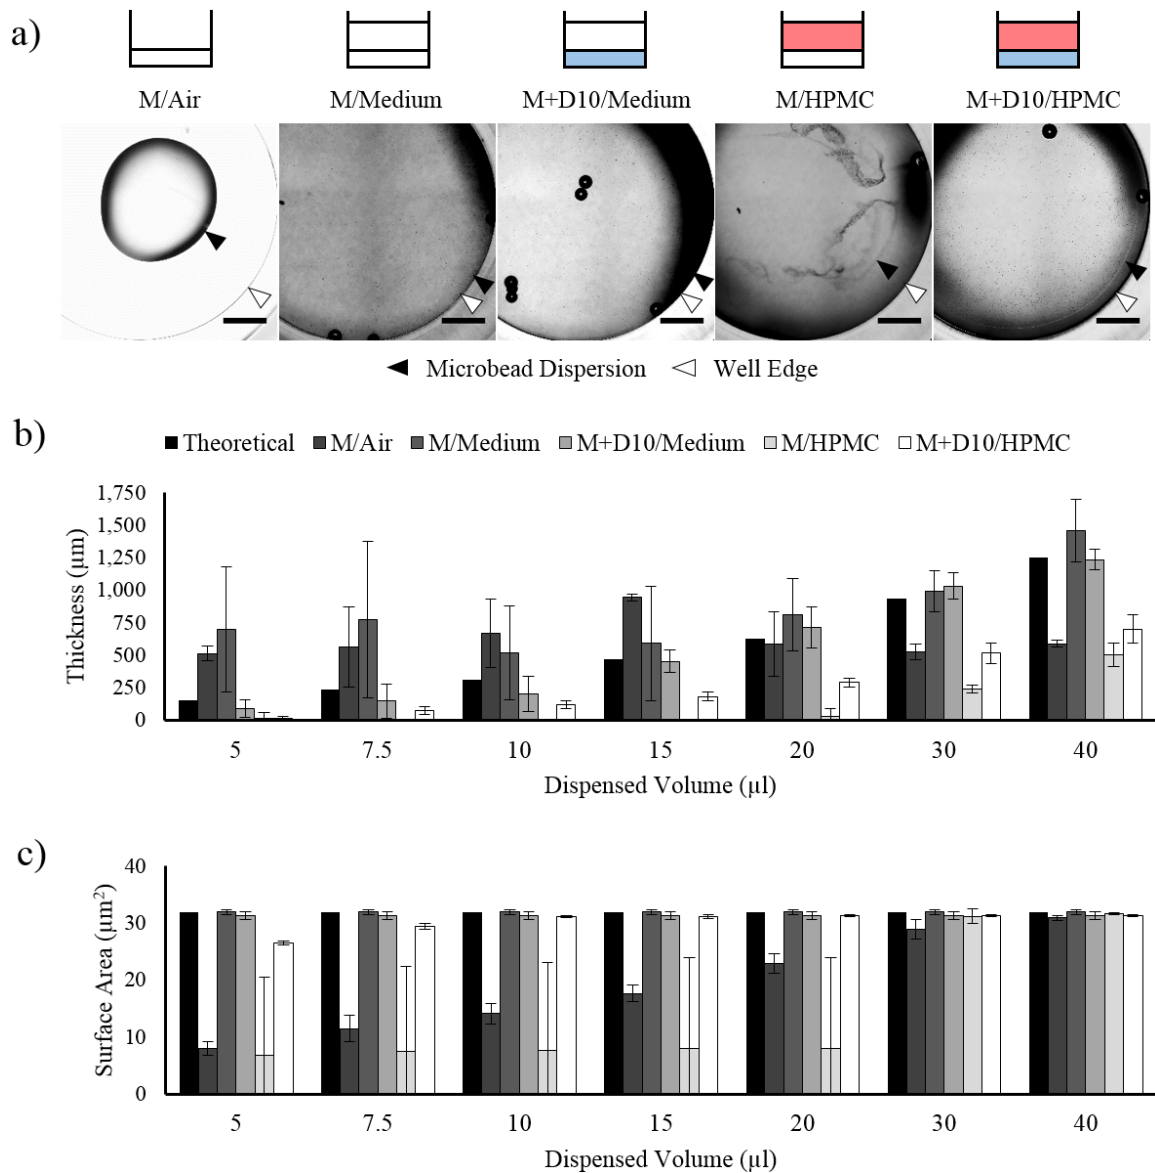 a)
M/Air M/Medium M+D10/Medium M/HPMC M+D10/HPMC
Microbead Dispersion Well Edge
b)
Theoretical M/Air M/Medium M+D10/Medium M/HPMC M+D10/HPMC
Thickness (µm)
1,750
1,500
1,250
1,000
750
500
250
0
5 7.5 10 15 20 30 40
Dispensed Volume (µl)
c)
Surface Area (µm²)
40
30
20
10
0
5 7.5 10 15 20 30 40
Dispensed Volume (µl)